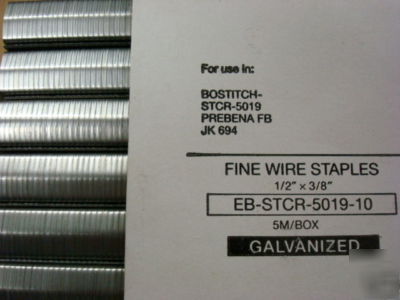 For use in:
BOSTITCH-
STCR-5019
PREBENA FB
JK 694
FINE WIRE STAPLES
1/2" x 3/8"
EB-STCR-5019-10
5M/BOX
GALVANIZED